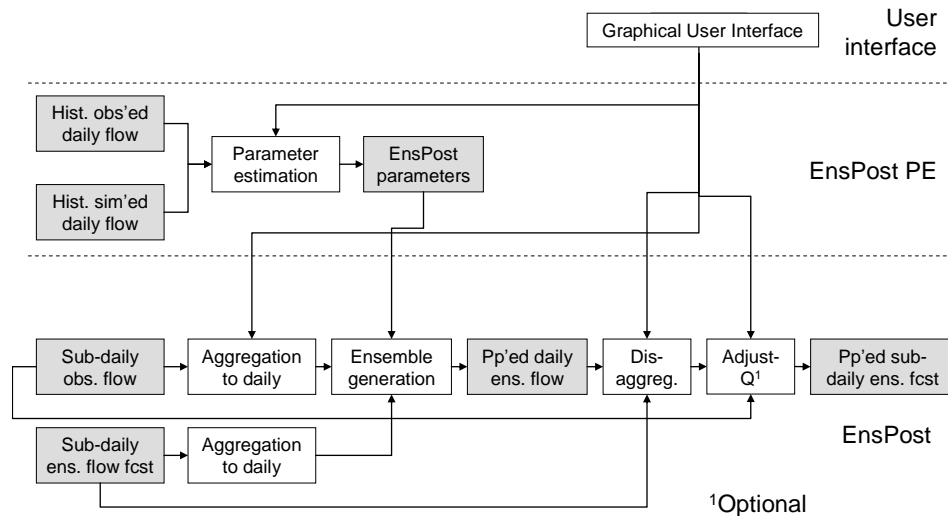 Graphical User Interface
User
interface
Hist. obs'ed
daily flow
Parameter
estimation
EnsPost
parameters
EnsPost PE
Hist. sim'ed
daily flow
Sub-daily
obs. flow
Aggregation
to daily
Ensemble
generation
Pp'ed daily
ens. flow
Dis-
aggreg.
Adjust-
Q¹
Pp'ed sub-
daily ens. fcst
EnsPost
Sub-daily
ens. flow fcst
Aggregation
to daily
¹Optional